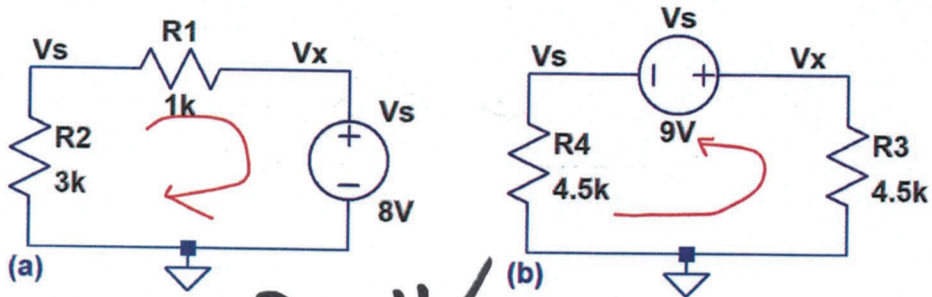 R1
Vs
Vx
1k
Vs
R2
3k
+
−
8V
(a)
Vs
Vs
Vx
− +
9V
R4
4.5k
R3
4.5k
(b)